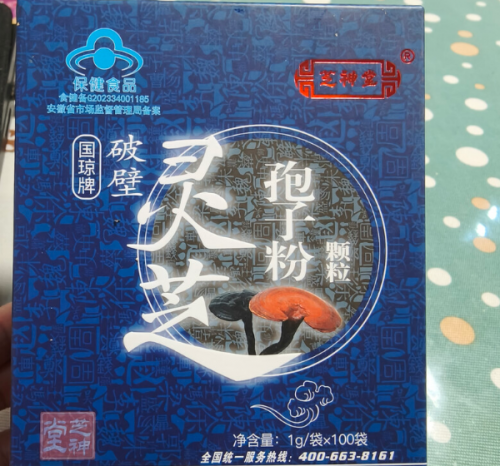 保健食品
食健备G202334001185
安徽省市场监督管理局备案
芝神堂
®
国琼牌
破壁
灵芝
孢子粉
颗粒
芝神堂
净含量：1g/袋×100袋
全国统一服务热线：400-663-8161